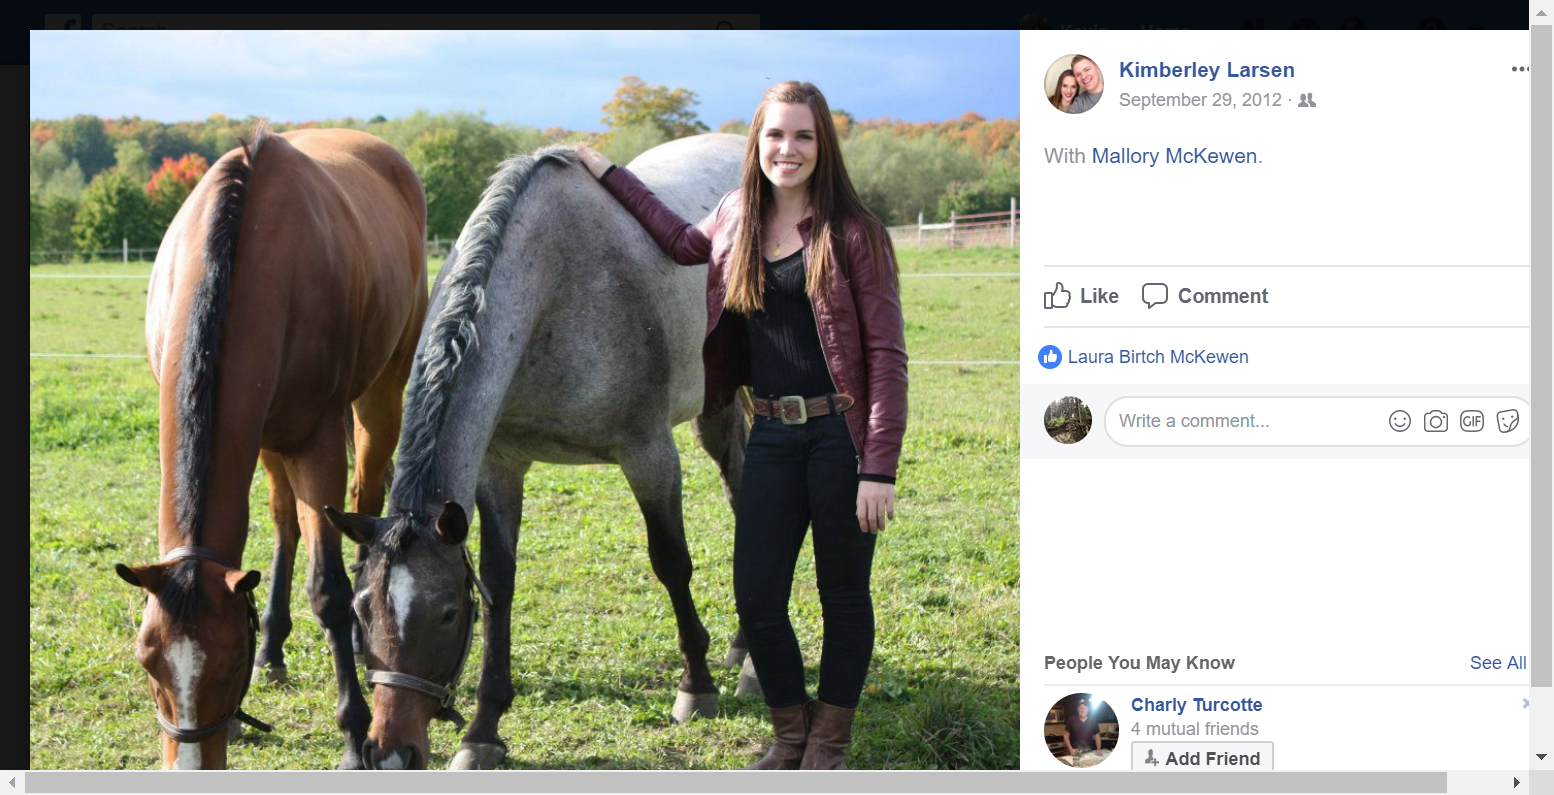 Search
Kimberley Larsen
September 29, 2012 ·
With Mallory McKewen.
Like Comment
Laura Birtch McKewen
Write a comment...
GIF
People You May Know
See All
Charly Turcotte
4 mutual friends
Add Friend